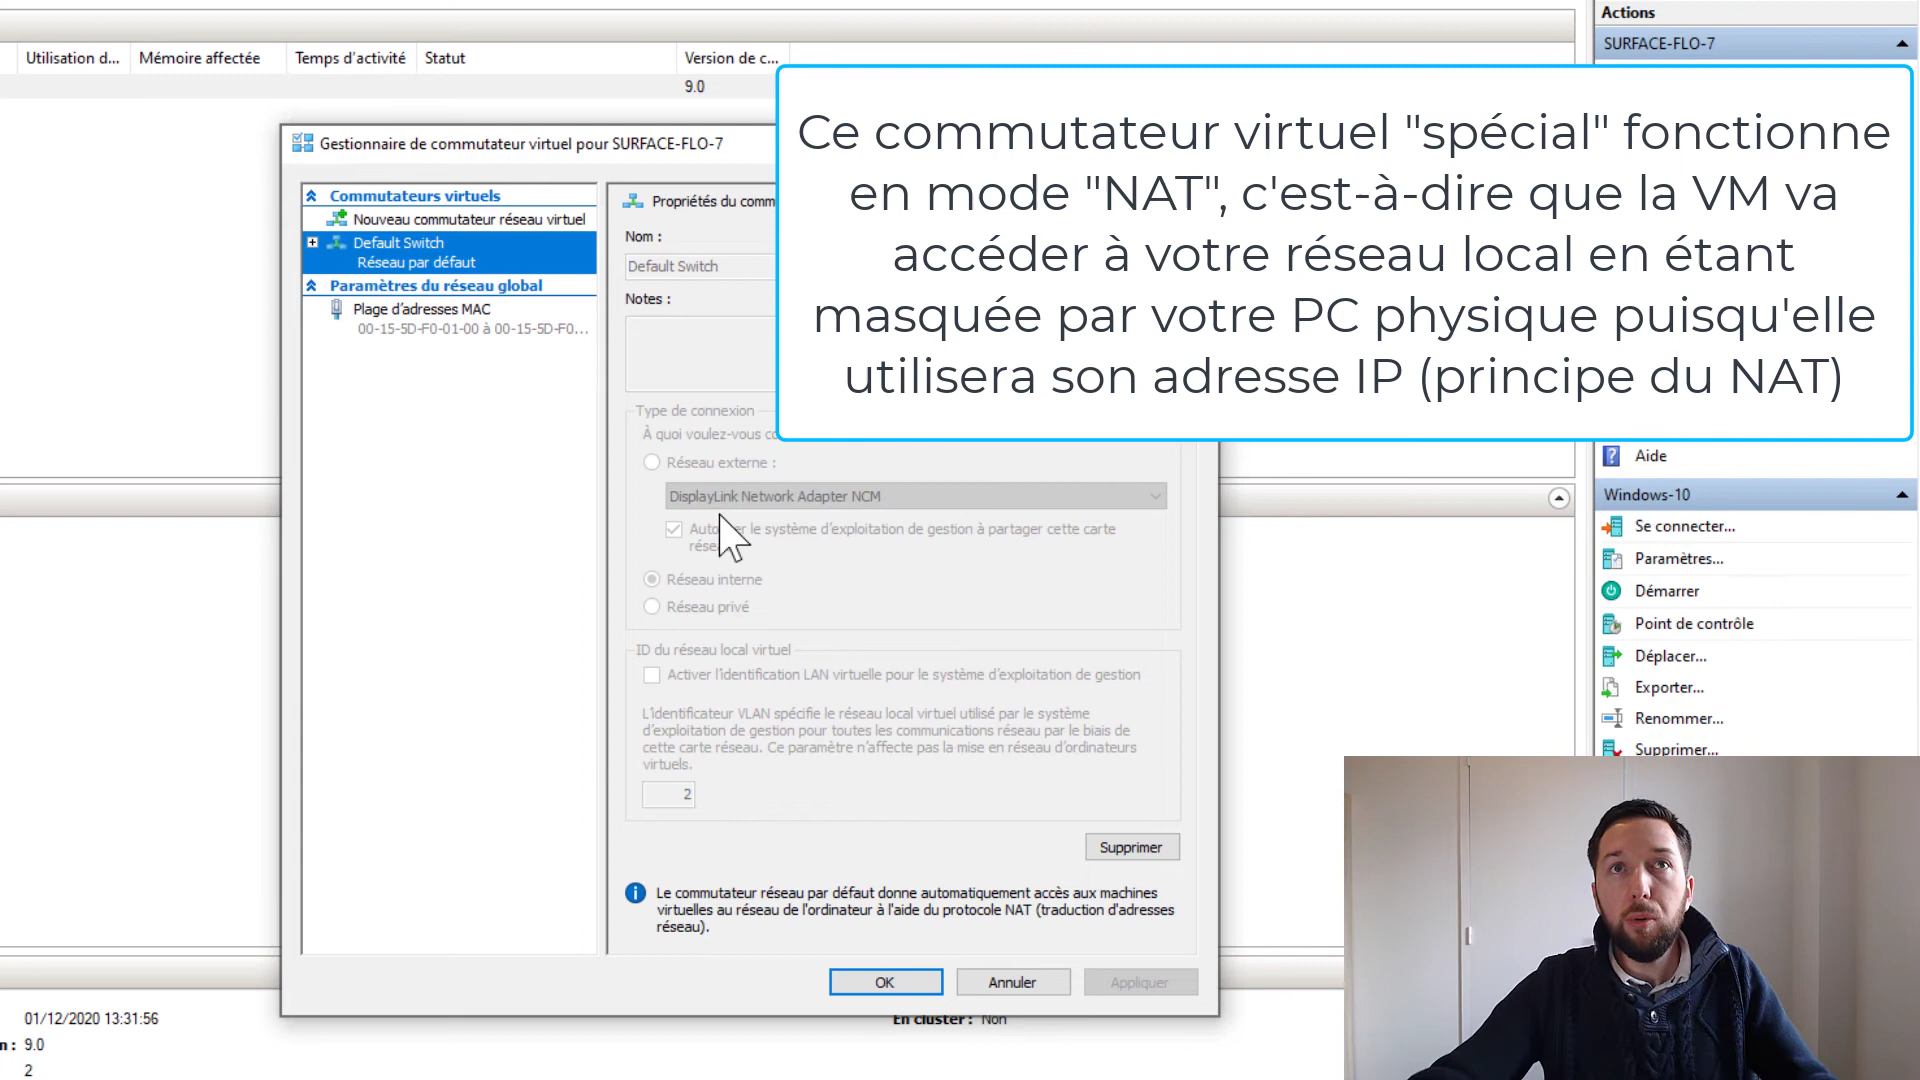 Actions
SURFACE-FLO-7
Utilisation d...
Mémoire affectée
Temps d'activité
Statut
Version de c...
9.0
Ce commutateur virtuel "spécial" fonctionne
en mode "NAT", c'est-à-dire que la VM va
accéder à votre réseau local en étant
masquée par votre PC physique puisqu'elle
utilisera son adresse IP (principe du NAT)
Gestionnaire de commutateur virtuel pour SURFACE-FLO-7
Commutateurs virtuels
Nouveau commutateur réseau virtuel
Default Switch
Réseau par défaut
Paramètres du réseau global
Plage d'adresses MAC
00-15-5D-F0-01-00 à 00-15-5D-F0...
Propriétés du comm
Nom :
Default Switch
Notes :
Type de connexion
À quoi voulez-vous co
Réseau externe :
DisplayLink Network Adapter NCM
le système d'exploitation de gestion à partager cette carte
Réseau interne
Réseau privé
ID du réseau local virtuel
Activer l'identification LAN virtuelle pour le système d'exploitation de gestion
L'identificateur VLAN spécifie le réseau local virtuel utilisé par le système
d'exploitation de gestion pour toutes les communications réseau par le biais de
cette carte réseau. Ce paramètre n'affecte pas la mise en réseau d'ordinateurs
virtuels.
2
Supprimer
Le commutateur réseau par défaut donne automatiquement accès aux machines
virtuelles au réseau de l'ordinateur à l'aide du protocole NAT (traduction d'adresses
réseau).
OK
Annuler
Appliquer
Aide
Windows-10
Se connecter...
Paramètres...
Démarrer
Point de contrôle
Déplacer...
Exporter...
Renommer...
Supprimer...
01/12/2020 13:31:56
En cluster : Non
n : 9.0
2